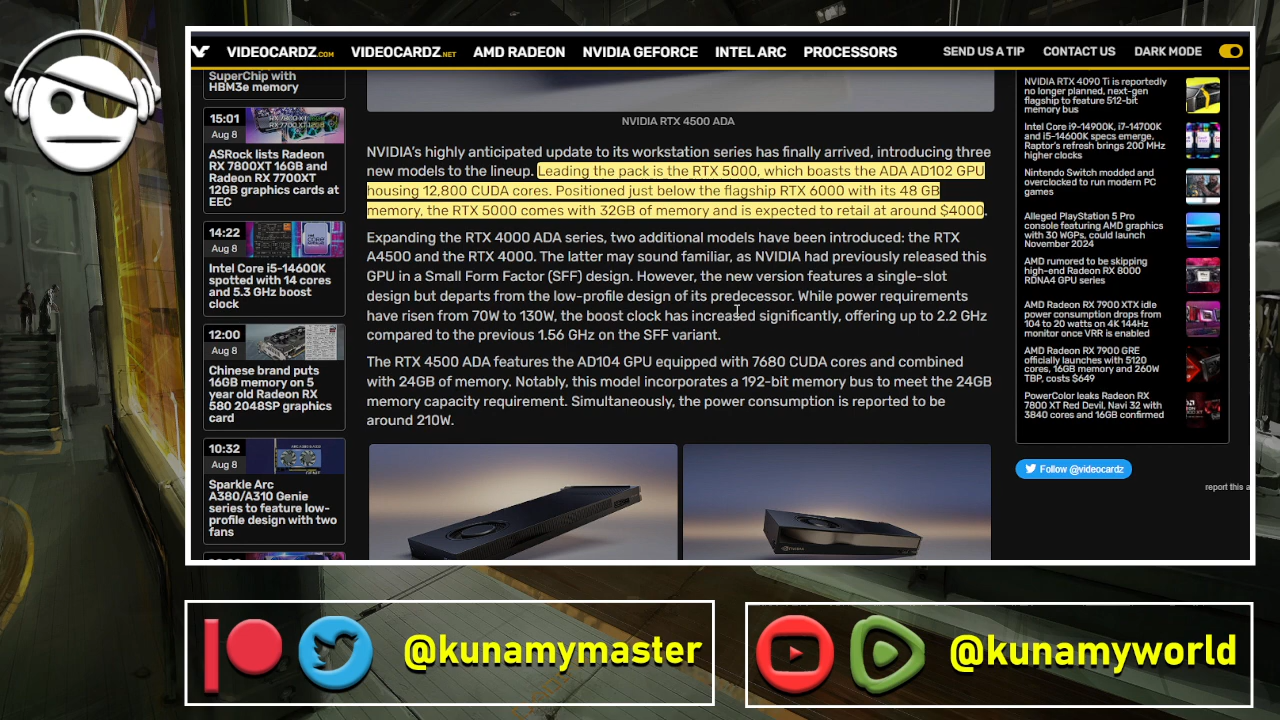 VIDEOCARDZ.COM VIDEOCARDZ.NET AMD RADEON NVIDIA GEFORCE INTEL ARC PROCESSORS SEND US A TIP CONTACT US DARK MODE
SuperChip with
HBM3e memory
15:01
Aug 8
RX 7800 XT
RX 7700 XT
ASRock lists Radeon
RX 7800XT 16GB and
Radeon RX 7700XT
12GB graphics cards at
EEC
14:22
Aug 8
Intel Core i5-14600K
spotted with 14 cores
and 5.3 GHz boost
clock
12:00
Aug 8
Chinese brand puts
16GB memory on 5
year old Radeon RX
580 2048SP graphics
card
10:32
Aug 8
Sparkle Arc
A380/A310 Genie
series to feature low-
profile design with two
fans
NVIDIA RTX 4500 ADA
NVIDIA's highly anticipated update to its workstation series has finally arrived, introducing three
new models to the lineup. Leading the pack is the RTX 5000, which boasts the ADA AD102 GPU
housing 12,800 CUDA cores. Positioned just below the flagship RTX 6000 with its 48 GB
memory, the RTX 5000 comes with 32GB of memory and is expected to retail at around $4000.
Expanding the RTX 4000 ADA series, two additional models have been introduced: the RTX
A4500 and the RTX 4000. The latter may sound familiar, as NVIDIA had previously released this
GPU in a Small Form Factor (SFF) design. However, the new version features a single-slot
design but departs from the low-profile design of its predecessor. While power requirements
have risen from 70W to 130W, the boost clock has increased significantly, offering up to 2.2 GHz
compared to the previous 1.56 GHz on the SFF variant.
The RTX 4500 ADA features the AD104 GPU equipped with 7680 CUDA cores and combined
with 24GB of memory. Notably, this model incorporates a 192-bit memory bus to meet the 24GB
memory capacity requirement. Simultaneously, the power consumption is reported to be
around 210W.
NVIDIA RTX 4090 Ti is reportedly
no longer planned, next-gen
flagship to feature 512-bit
memory bus
Intel Core i9-14900K, i7-14700K
and i5-14600K specs emerge,
Raptor's refresh brings 200 MHz
higher clocks
Nintendo Switch modded and
overclocked to run modern PC
games
Alleged PlayStation 5 Pro
console featuring AMD graphics
with 30 WGPs, could launch
November 2024
AMD rumored to be skipping
high-end Radeon RX 8000
RDNA4 GPU series
AMD Radeon RX 7900 XTX idle
power consumption drops from
104 to 20 watts on 4K 144Hz
monitor once VRR is enabled
AMD Radeon RX 7900 GRE
officially launches with 5120
cores, 16GB memory and 260W
TBP, costs $649
PowerColor leaks Radeon RX
7800 XT Red Devil, Navi 32 with
3840 cores and 16GB confirmed
Follow @videocardz
report this a
@kunamymaster
@kunamyworld